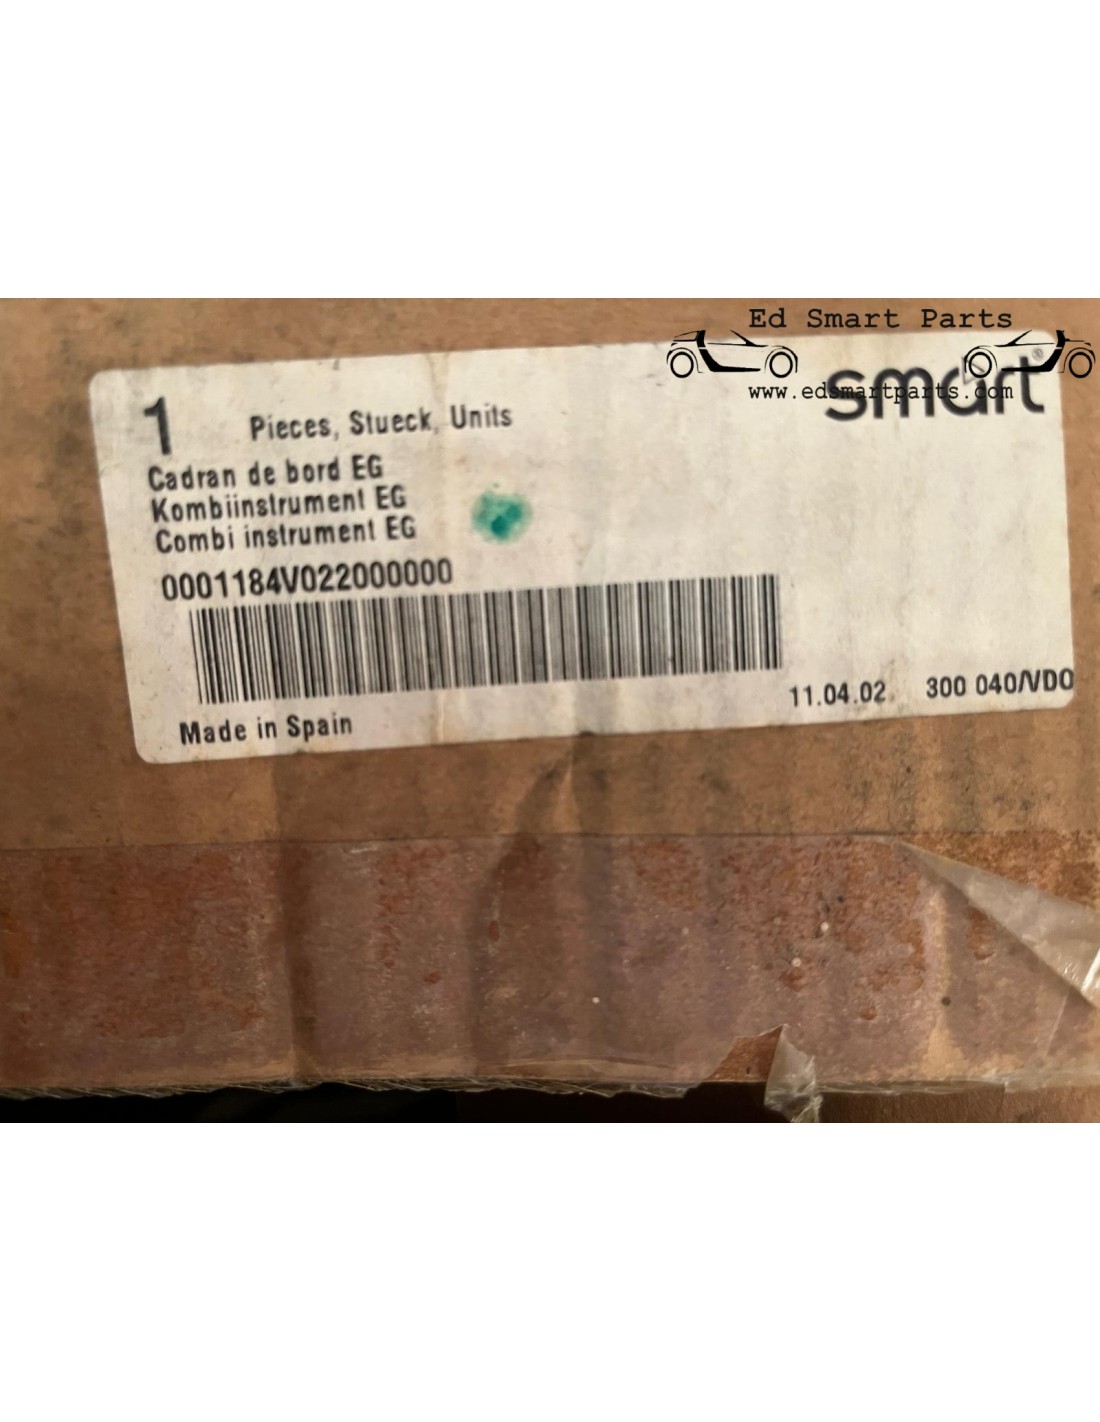 Ed Smart Parts
www.edsmartparts.com
smart®
1 Pieces, Stueck, Units
Cadran de bord EG
Kombiinstrument EG
Combi instrument EG
0001184V022000000
11.04.02 300 040/VDO
Made in Spain